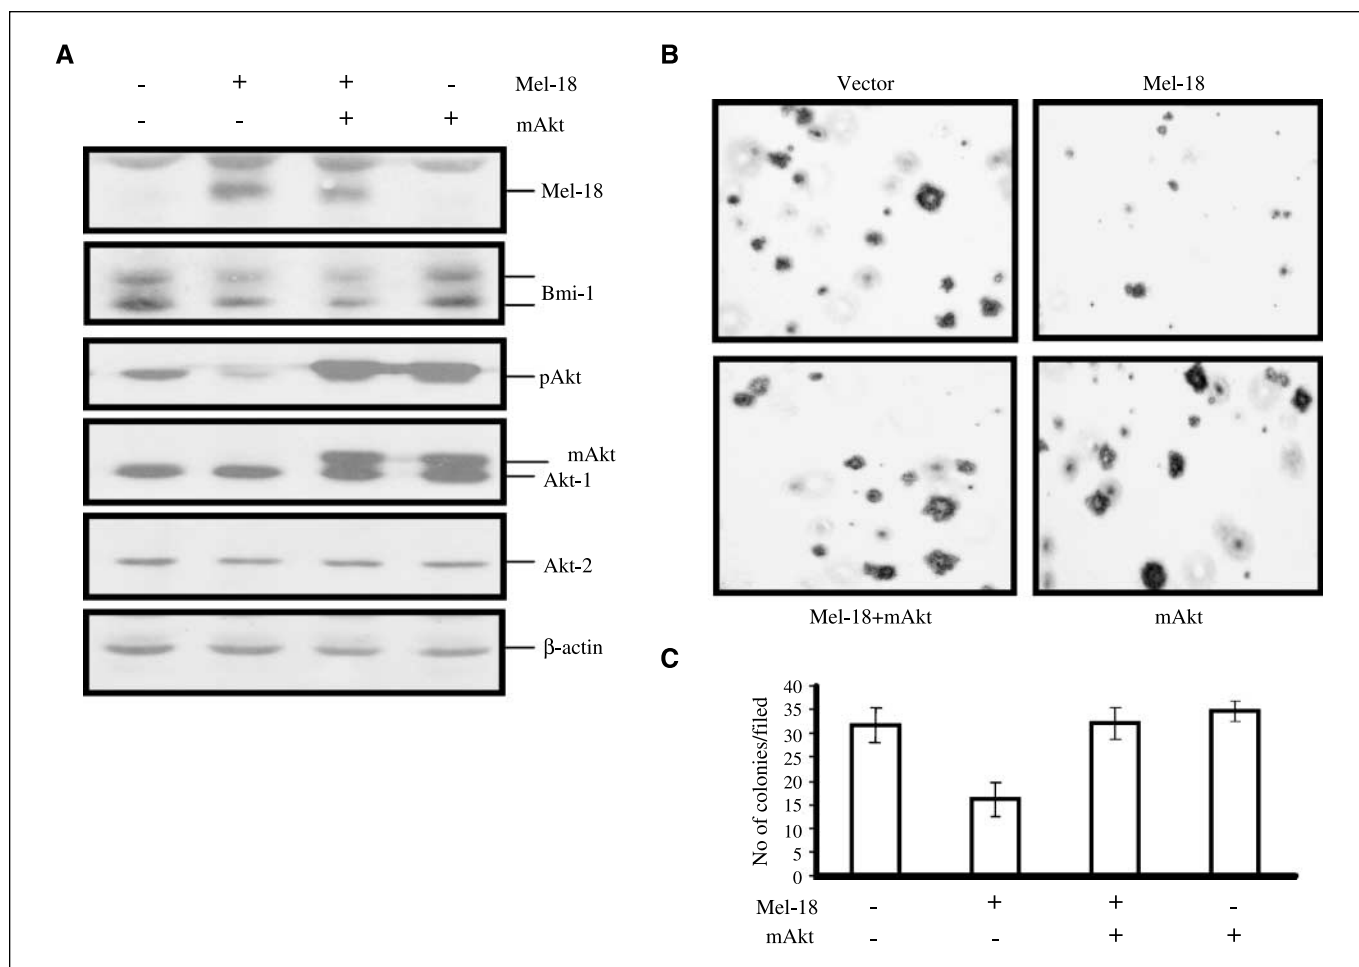 A
- + + - Mel-18
- - + + mAkt
Mel-18
Bmi-1
pAkt
mAkt
Akt-1
Akt-2
β-actin
B
Vector Mel-18
Mel-18+mAkt mAkt
C
No of colonies/filed
40
35
30
25
20
15
10
5
0
Mel-18 - + + -
mAkt - - + +